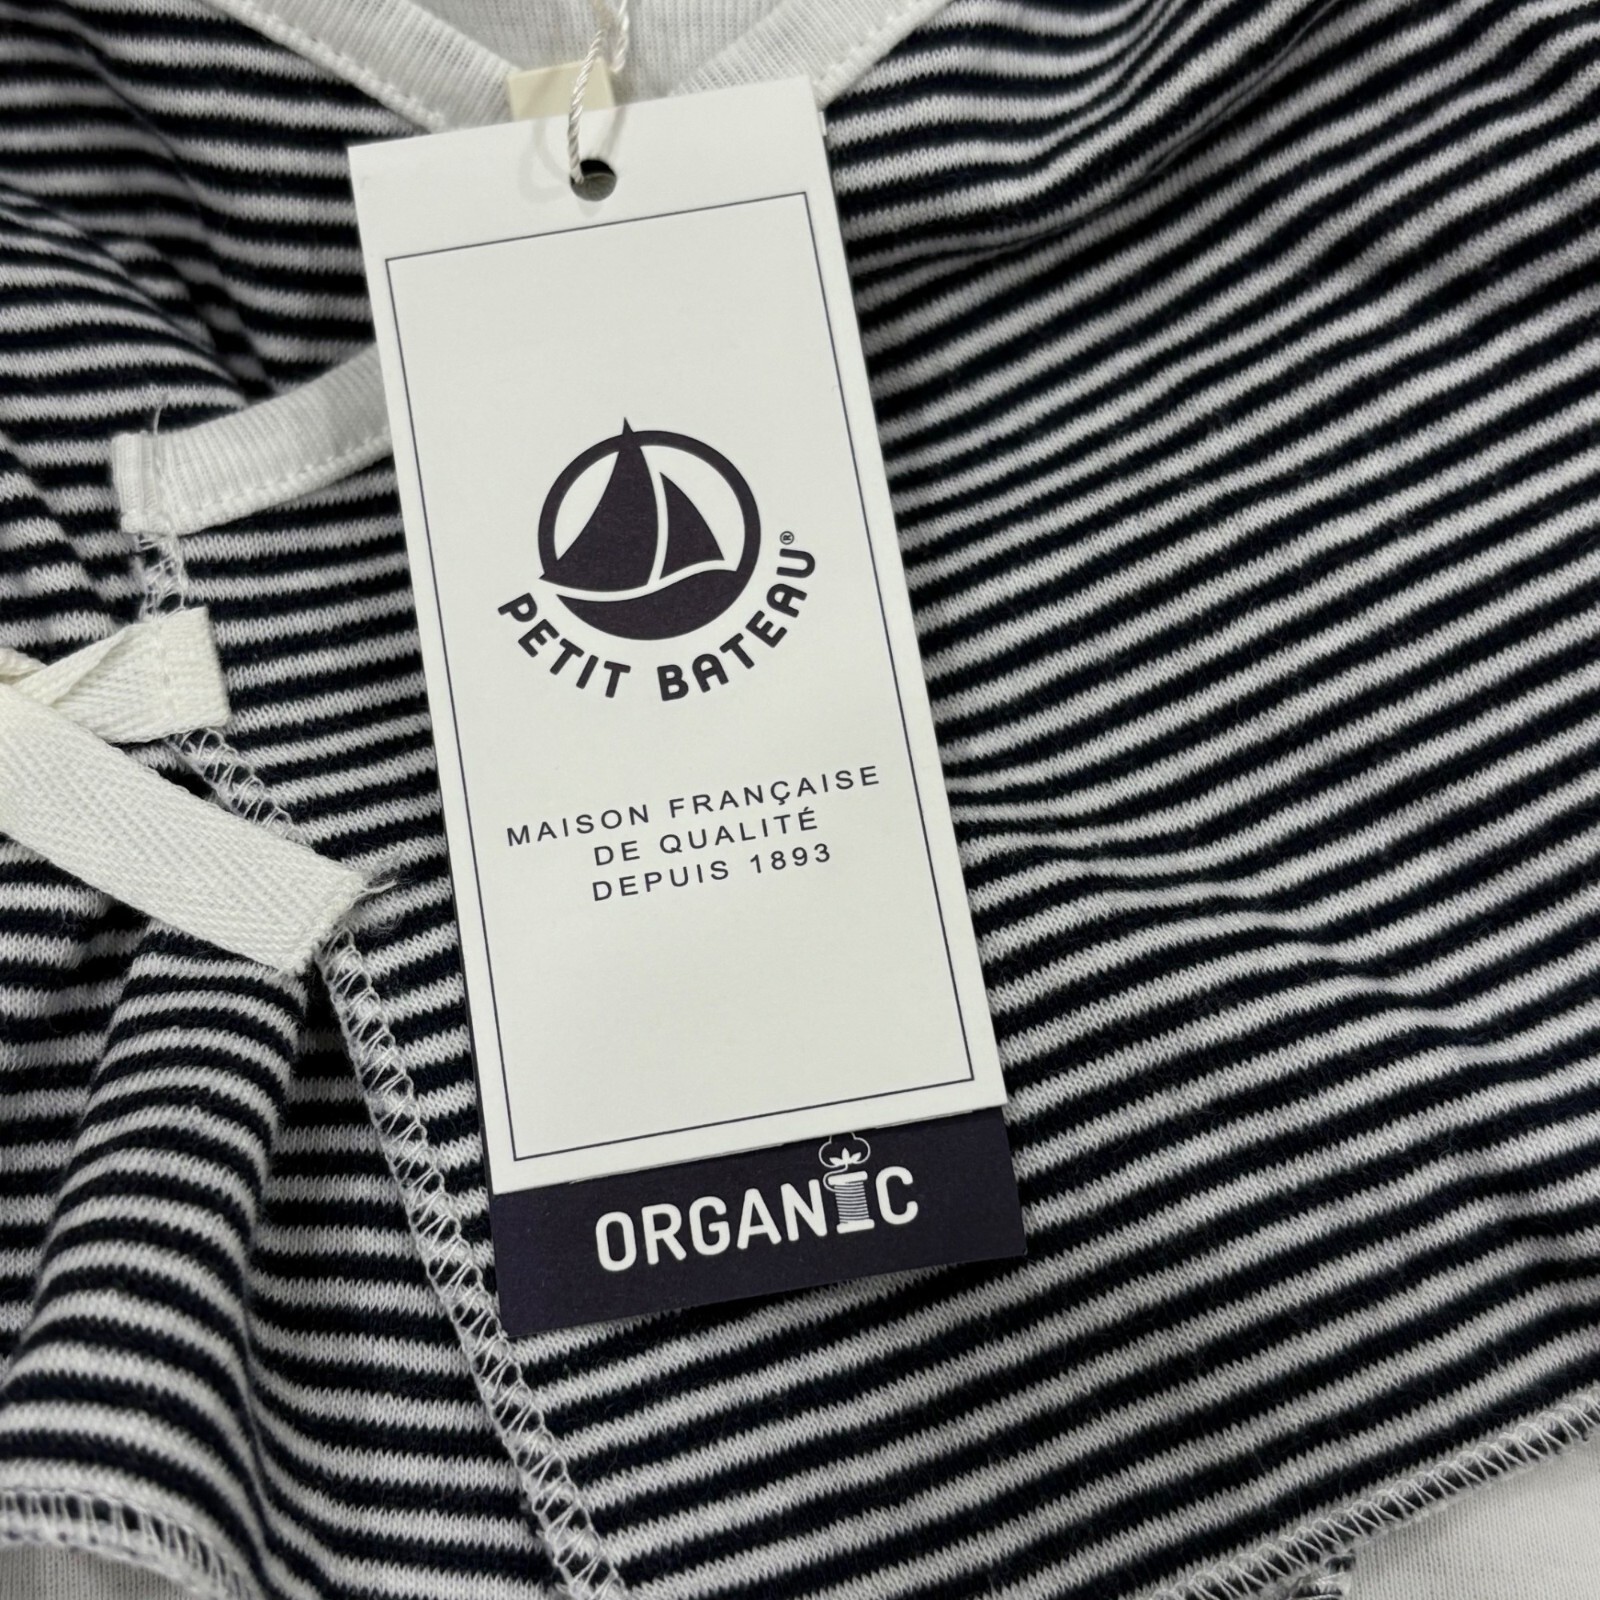 PETIT BATEAU®
MAISON FRANÇAISE
DE QUALITÉ
DEPUIS 1893
ORGANIC